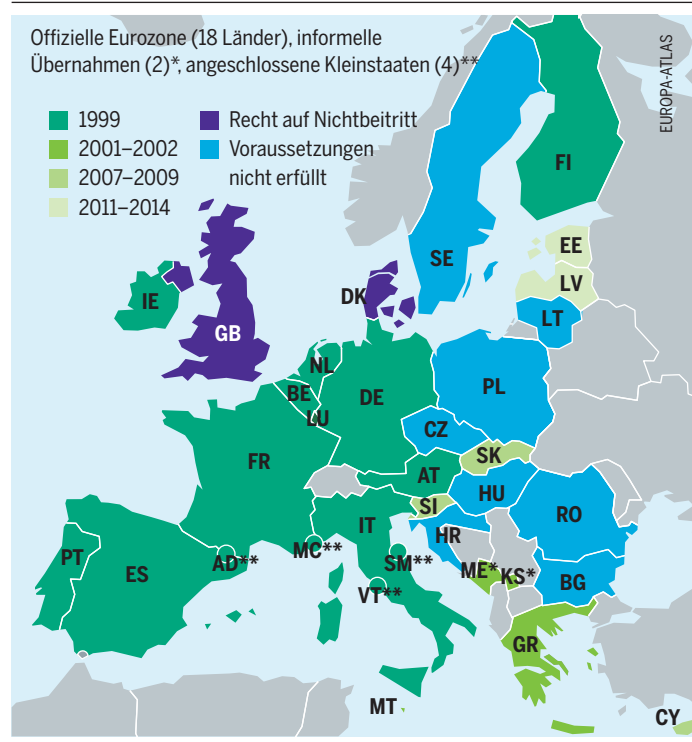 Offizielle Eurozone (18 Länder), informelle
Übernahmen (2)*, angeschlossene Kleinstaaten (4)**
EUROPA-ATLAS
1999
2001–2002
2007–2009
2011–2014
Recht auf Nichtbeitritt
Voraussetzungen
nicht erfüllt
FI
SE
EE
LV
LT
IE
GB
DK
NL
BE
LU
DE
PL
CZ
SK
FR
AT
HU
SI
IT
HR
RO
PT
ES
AD**
MC**
SM**
VT**
ME*
KS*
BG
GR
MT
CY